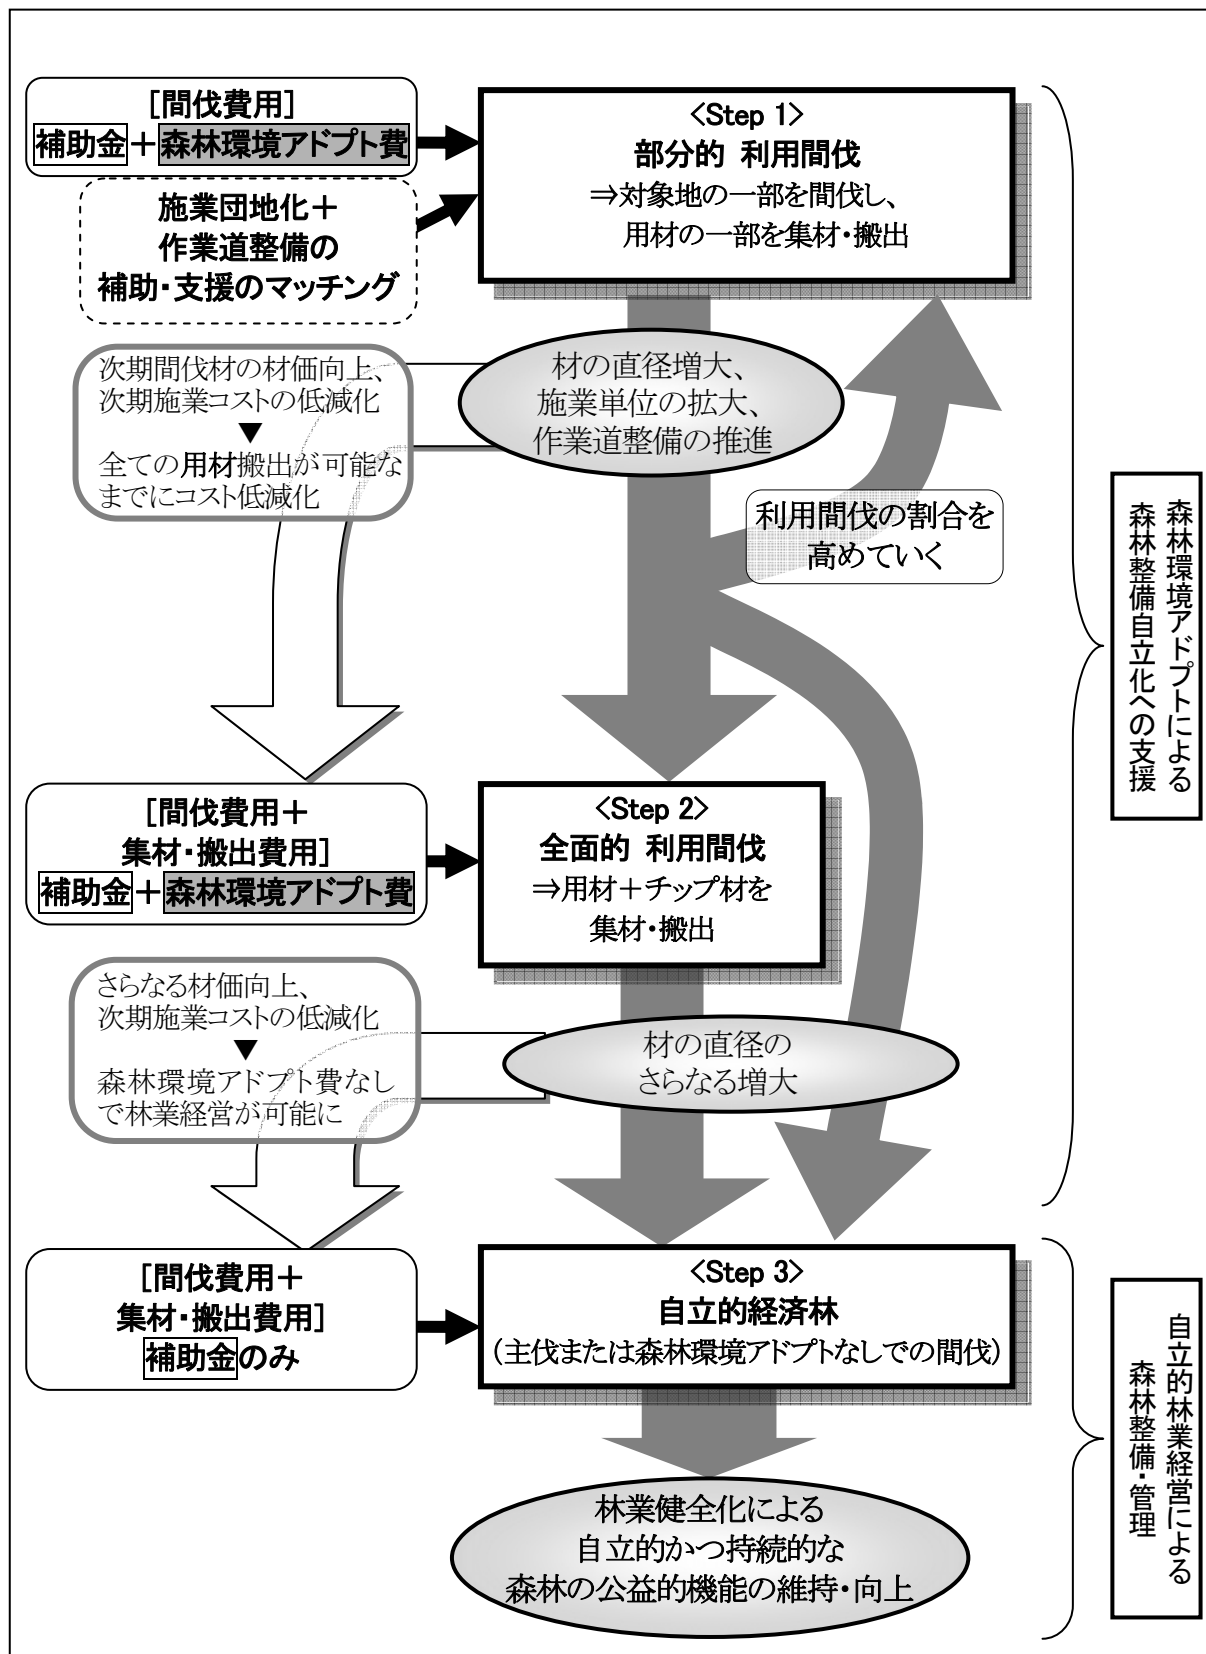 [間伐費用]
補助金＋森林環境アドプト費
施業団地化＋
作業道整備の
補助・支援のマッチング
<Step 1>
部分的 利用間伐
⇒対象地の一部を間伐し、
用材の一部を集材・搬出
次期間伐材の材価向上、
次期施業コストの低減化
▼
全ての用材搬出が可能な
までにコスト低減化
材の直径増大、
施業単位の拡大、
作業道整備の推進
利用間伐の割合を
高めていく
森林環境アドプトによる
森林整備自立化への支援
[間伐費用＋
集材・搬出費用]
補助金＋森林環境アドプト費
<Step 2>
全面的 利用間伐
⇒用材＋チップ材を
集材・搬出
さらなる材価向上、
次期施業コストの低減化
▼
森林環境アドプト費なし
で林業経営が可能に
材の直径の
さらなる増大
[間伐費用＋
集材・搬出費用]
補助金のみ
<Step 3>
自立的経済林
（主伐または森林環境アドプトなしでの間伐）
自立的林業経営による
森林整備・管理
林業健全化による
自立的かつ持続的な
森林の公益的機能の維持・向上